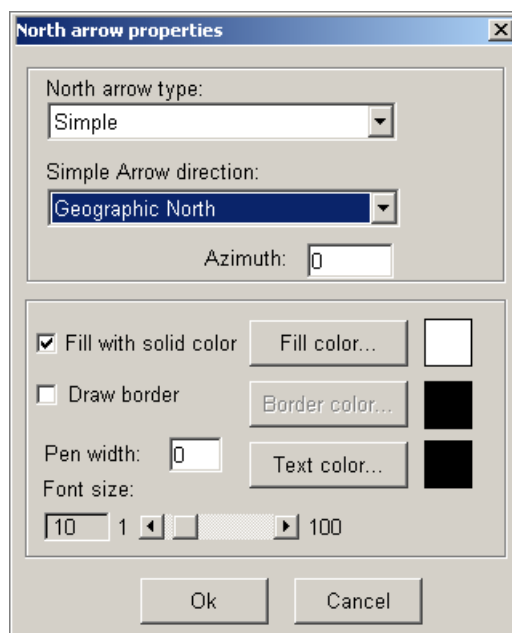 North arrow properties
North arrow type:
Simple
Simple Arrow direction:
Geographic North
Azimuth: 0
Fill with solid color Fill color...
Draw border Border color...
Pen width: 0 Text color...
Font size:
10 1 100
Ok Cancel